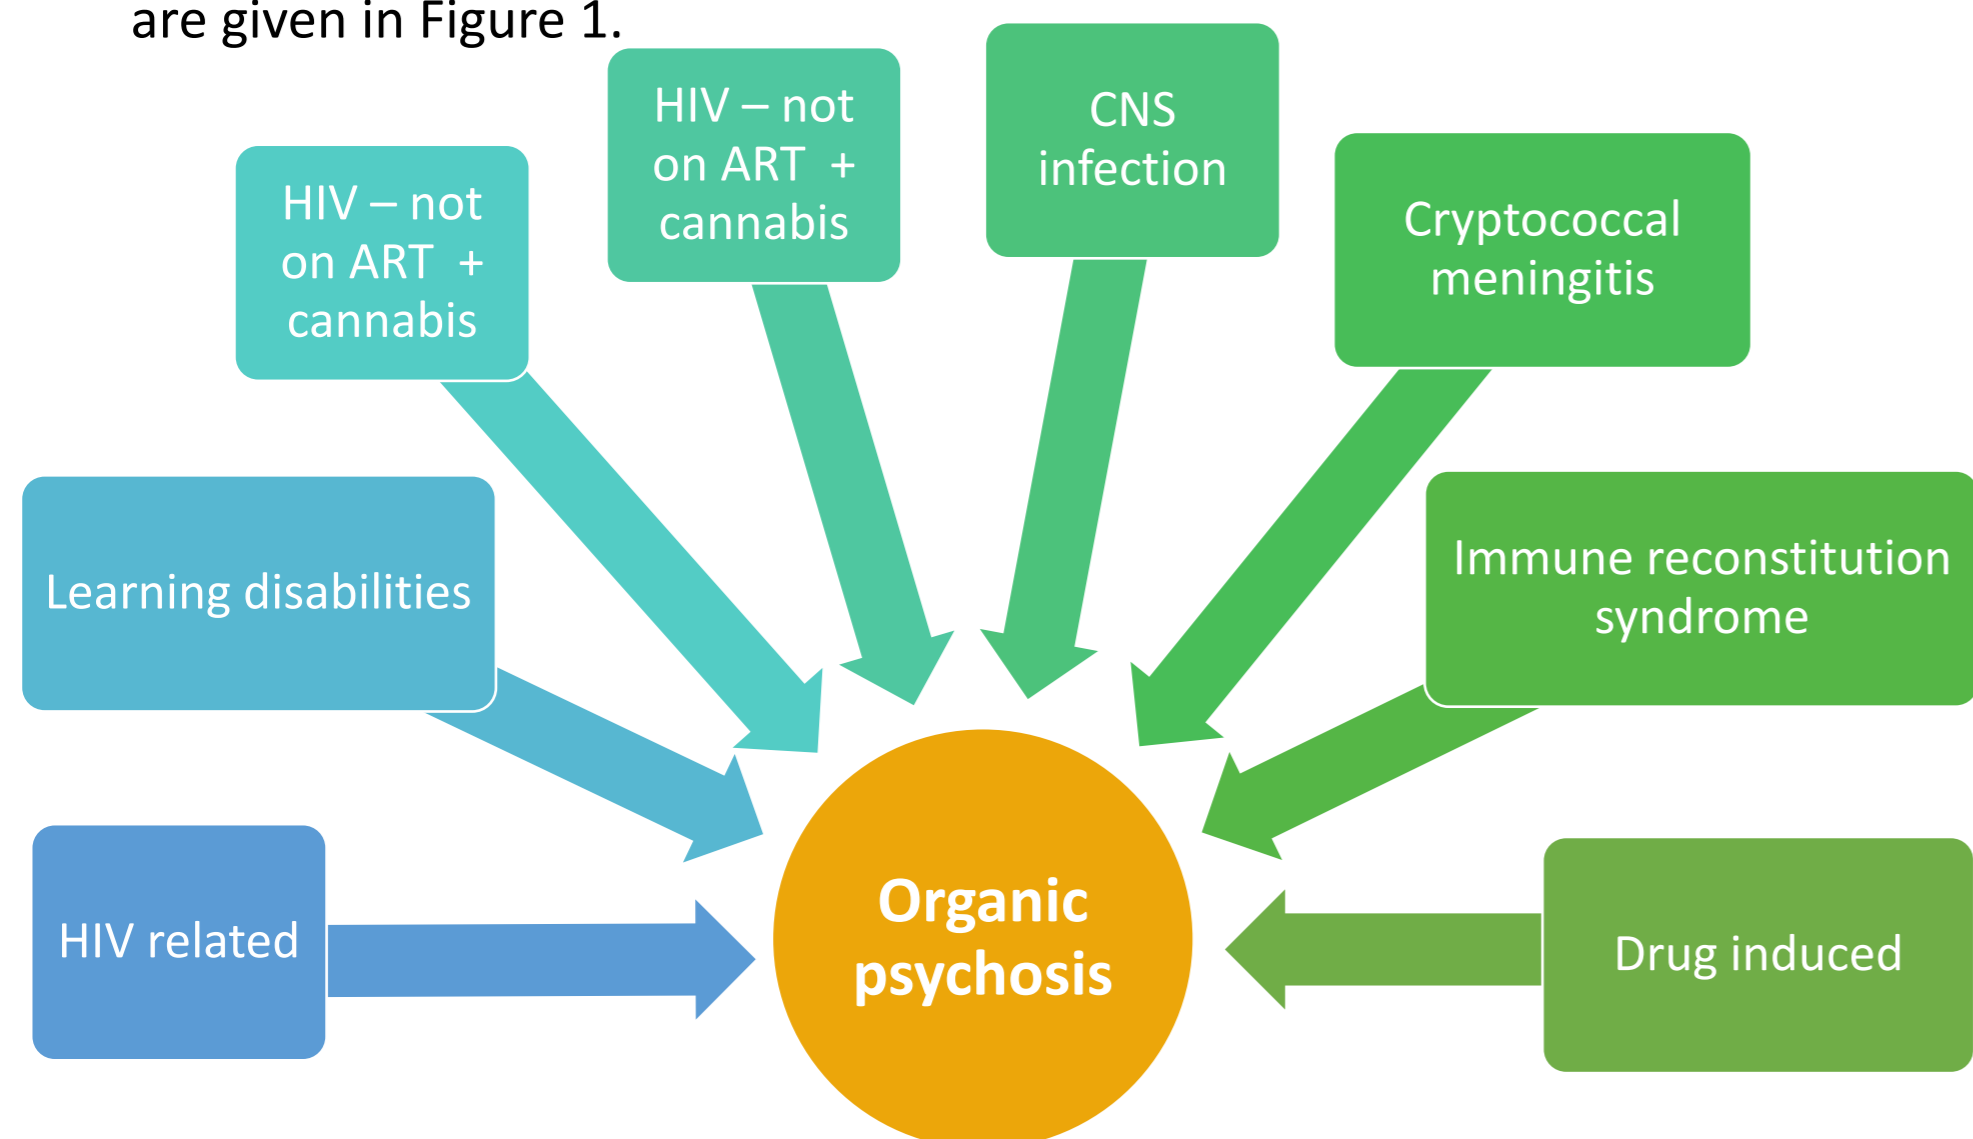 are given in Figure 1.
HIV – not
on ART +
cannabis
HIV – not
on ART +
cannabis
CNS
infection
Cryptococcal
meningitis
Learning disabilities
Immune reconstitution
syndrome
HIV related
Organic
psychosis
Drug induced